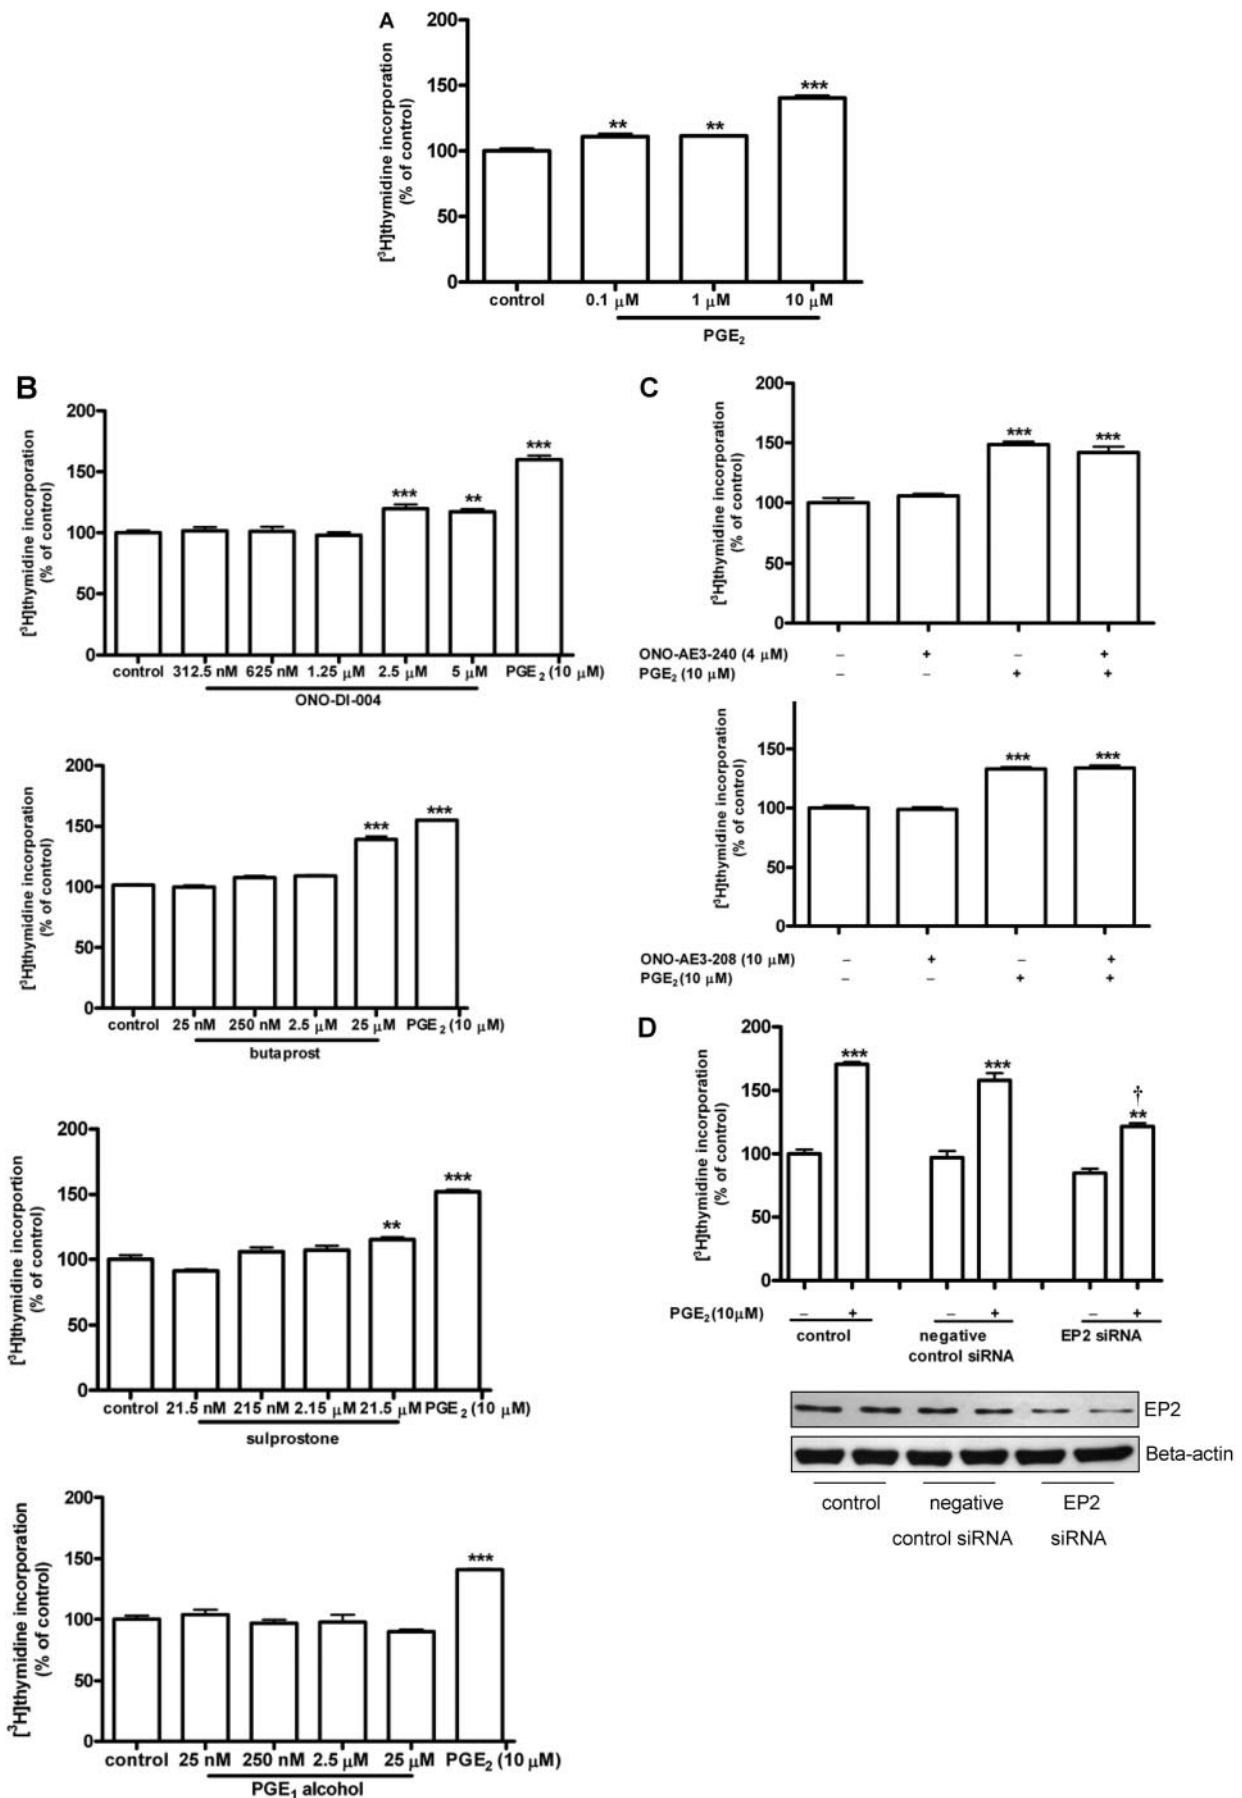 A
[³H]thymidine incorporation
(% of control)
200
150
100
50
0
** ** ***
control 0.1 μM 1 μM 10 μM
PGE₂
B
[³H]thymidine incorporation
(% of control)
200
150
100
50
0
*** ** ***
control 312.5 nM 625 nM 1.25 μM 2.5 μM 5 μM PGE₂ (10 μM)
ONO-DI-004
[³H]thymidine incorporation
(% of control)
200
150
100
50
0
*** ***
control 25 nM 250 nM 2.5 μM 25 μM PGE₂ (10 μM)
butaprost
[³H]thymidine incorportion
(% of control)
200
150
100
50
0
** ***
control 21.5 nM 215 nM 2.15 μM 21.5 μM PGE₂ (10 μM)
sulprostone
[³H]thymidine incorporation
(% of control)
200
150
100
50
0
***
control 25 nM 250 nM 2.5 μM 25 μM PGE₂ (10 μM)
PGE₁ alcohol
C
[³H]thymidine incorporation
(% of control)
200
150
100
50
0
*** ***
ONO-AE3-240 (4 μM) – + – +
PGE₂ (10 μM) – – + +
[³H]thymidine incorporation
(% of control)
150
100
50
0
*** ***
ONO-AE3-208 (10 μM) – + – +
PGE₂(10 μM) – – + +
D
[³H]thymidine incorporation
(% of control)
200
150
100
50
0
*** *** † **
PGE₂(10μM) – + – + – +
control negative EP2 siRNA
control siRNA
EP2
Beta-actin
control negative EP2
control siRNA siRNA